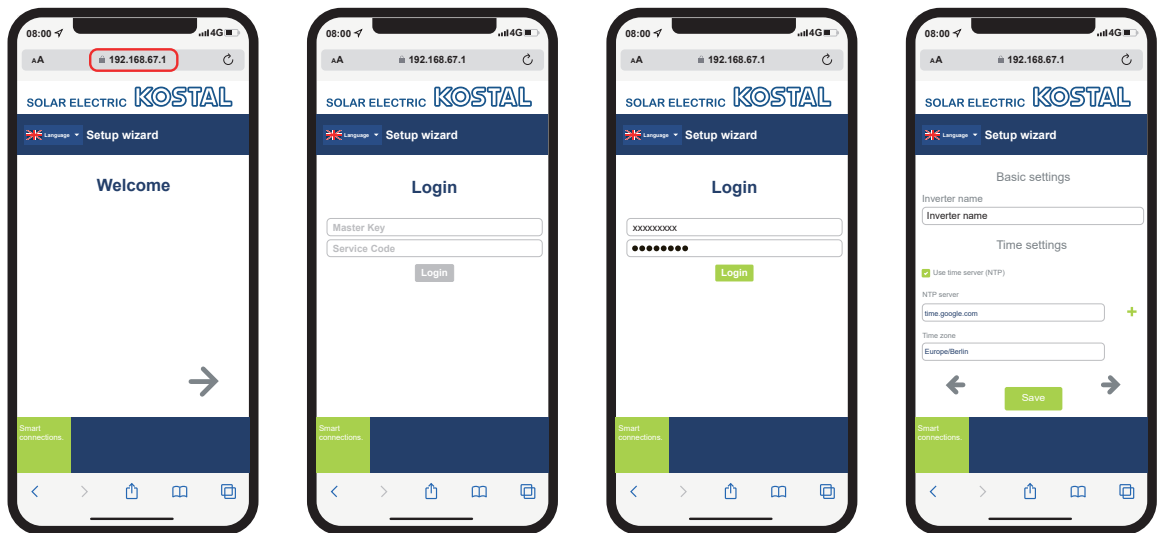 08:00
4G
AA
192.168.67.1
SOLAR ELECTRIC KOSTAL
Language
Setup wizard
Welcome
Smart
connections.
08:00
4G
AA
192.168.67.1
SOLAR ELECTRIC KOSTAL
Language
Setup wizard
Login
Master Key
Service Code
Login
Smart
connections.
08:00
4G
AA
192.168.67.1
SOLAR ELECTRIC KOSTAL
Language
Setup wizard
Login
xxxxxxxxx
●●●●●●●●
Login
Smart
connections.
08:00
4G
AA
192.168.67.1
SOLAR ELECTRIC KOSTAL
Language
Setup wizard
Basic settings
Inverter name
Inverter name
Time settings
Use time server (NTP)
NTP server
time.google.com
+
Time zone
Europe/Berlin
Save
Smart
connections.